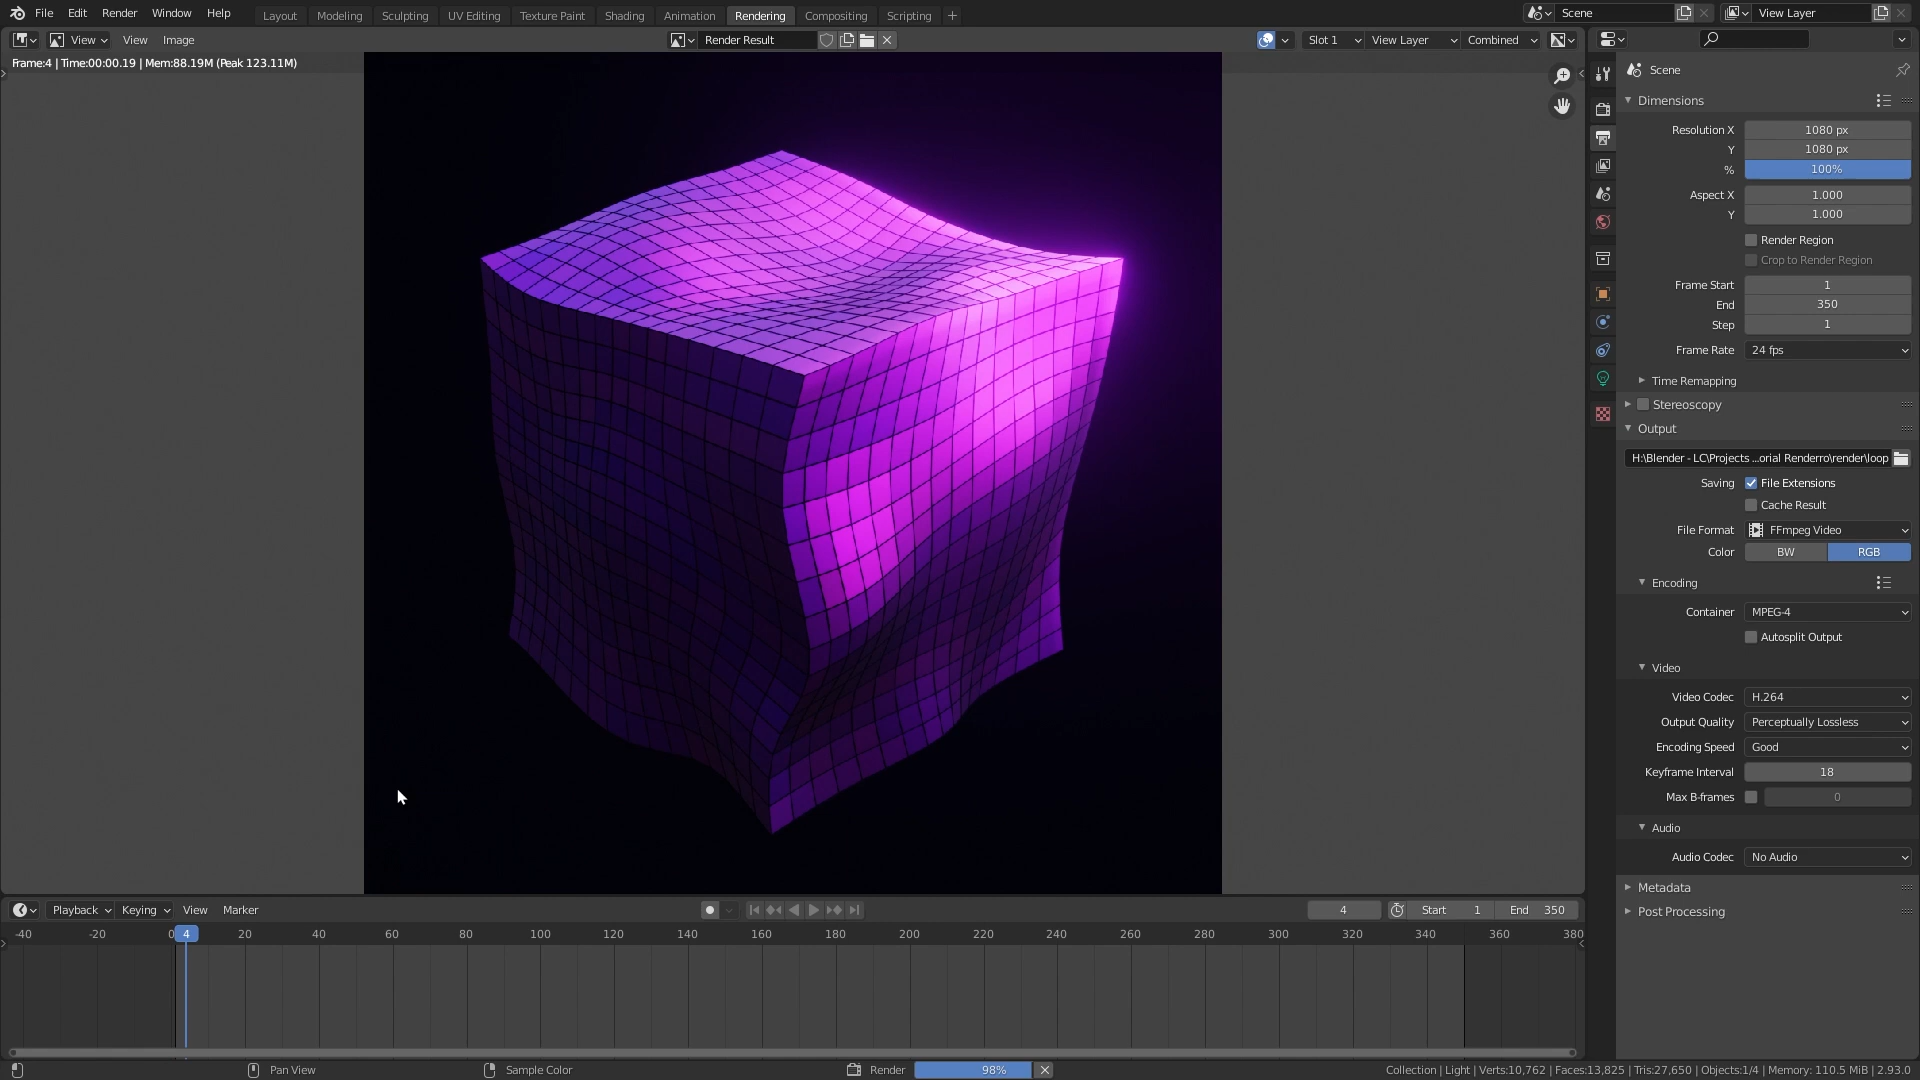 File Edit Render Window Help Layout Modeling Sculpting UV Editing Texture Paint Shading Animation Rendering Compositing Scripting + Scene View Layer
View View Image Render Result Slot 1 View Layer Combined
Frame:4 | Time:00:00.19 | Mem:88.19M (Peak 123.11M)
Scene
Dimensions
Resolution X 1080 px
Y 1080 px
% 100%
Aspect X 1.000
Y 1.000
Render Region
Crop to Render Region
Frame Start 1
End 350
Step 1
Frame Rate 24 fps
Time Remapping
Stereoscopy
Output
H:\Blender - LC\Projects ...orial Renderro\render\loop
Saving File Extensions
Cache Result
File Format FFmpeg Video
Color BW RGB
Encoding
Container MPEG-4
Autosplit Output
Video
Video Codec H.264
Output Quality Perceptually Lossless
Encoding Speed Good
Keyframe Interval 18
Max B-frames 0
Audio
Audio Codec No Audio
Metadata
Post Processing
Playback Keying View Marker 4 Start 1 End 350
-40 -20 0 4 20 40 60 80 100 120 140 160 180 200 220 240 260 280 300 320 340 360 380
Pan View Sample Color Render 98% Collection | Light | Verts:10,762 | Faces:13,825 | Tris:27,650 | Objects:1/4 | Memory: 110.5 MiB | 2.93.0